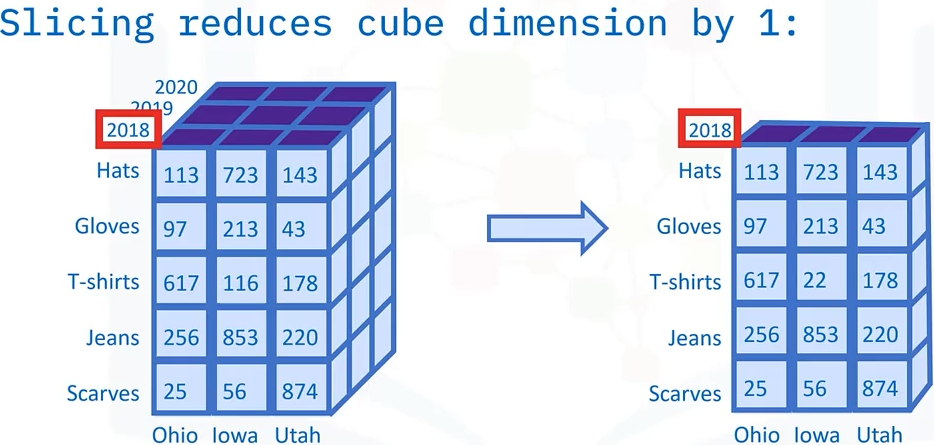 Slicing reduces cube dimension by 1:
2020
2019
2018
Hats 113 723 143
Gloves 97 213 43
T-shirts 617 116 178
Jeans 256 853 220
Scarves 25 56 874
Ohio Iowa Utah
2018
Hats 113 723 143
Gloves 97 213 43
T-shirts 617 22 178
Jeans 256 853 220
Scarves 25 56 874
Ohio Iowa Utah